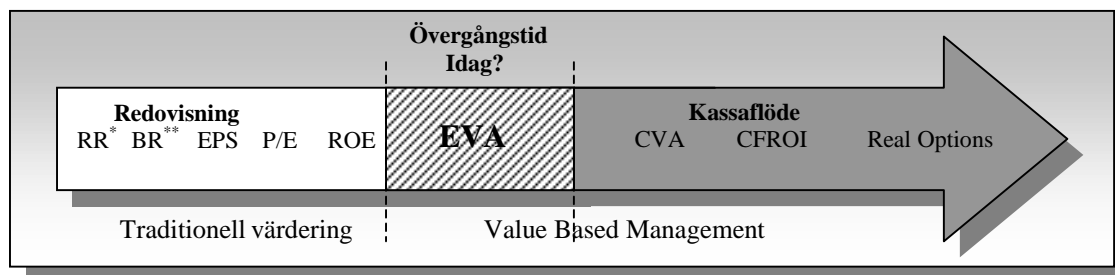 Övergångstid
Idag?
Redovisning
RR* BR** EPS P/E ROE
EVA
Kassaflöde
CVA CFROI Real Options
Traditionell värdering
Value Based Management